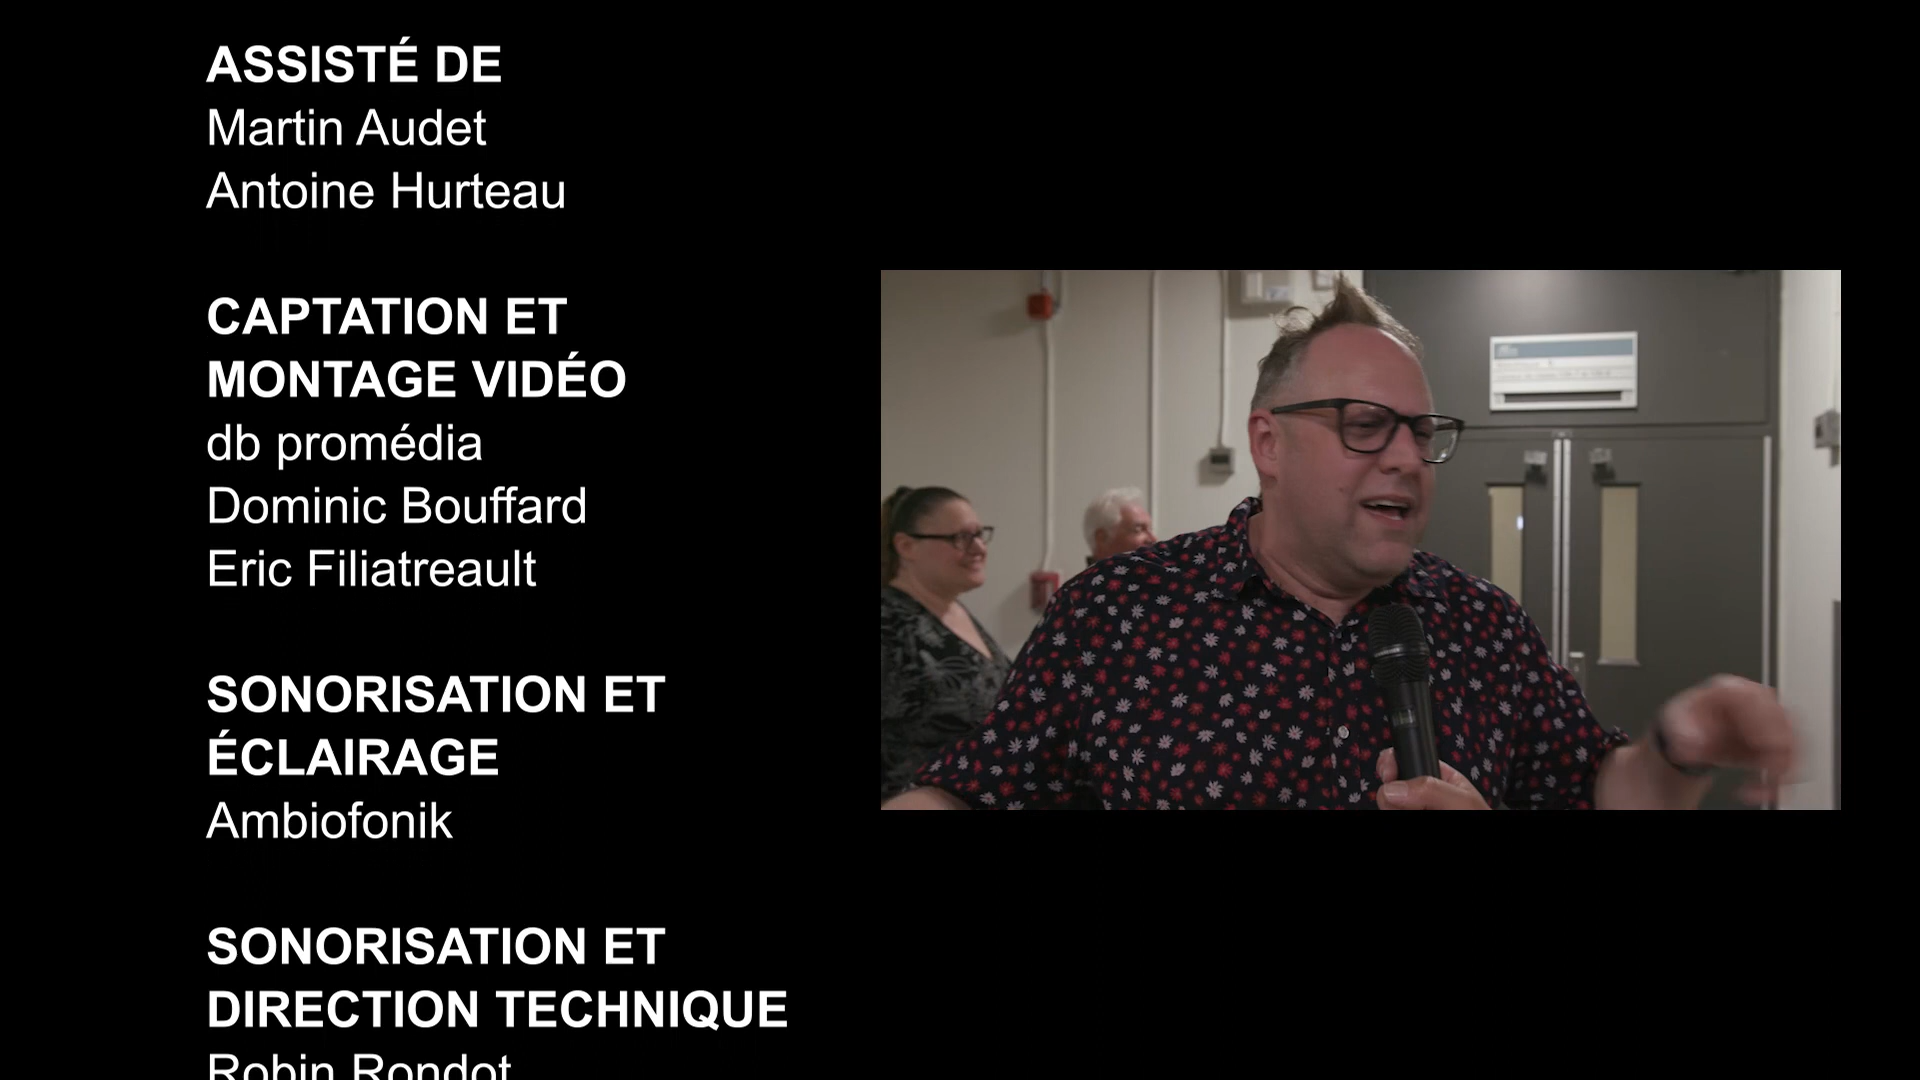 ASSISTÉ DE
Martin Audet
Antoine Hurteau
CAPTATION ET
MONTAGE VIDÉO
db promédia
Dominic Bouffard
Eric Filiatreault
SONORISATION ET
ÉCLAIRAGE
Ambiofonik
SONORISATION ET
DIRECTION TECHNIQUE
Robin Rondot